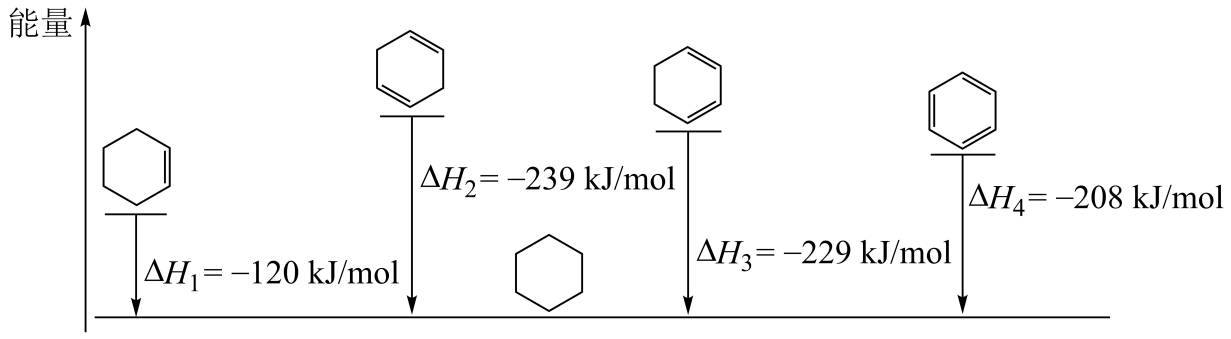 能量
ΔH₁= –120 kJ/mol
ΔH₂= –239 kJ/mol
ΔH₃= –229 kJ/mol
ΔH₄= –208 kJ/mol